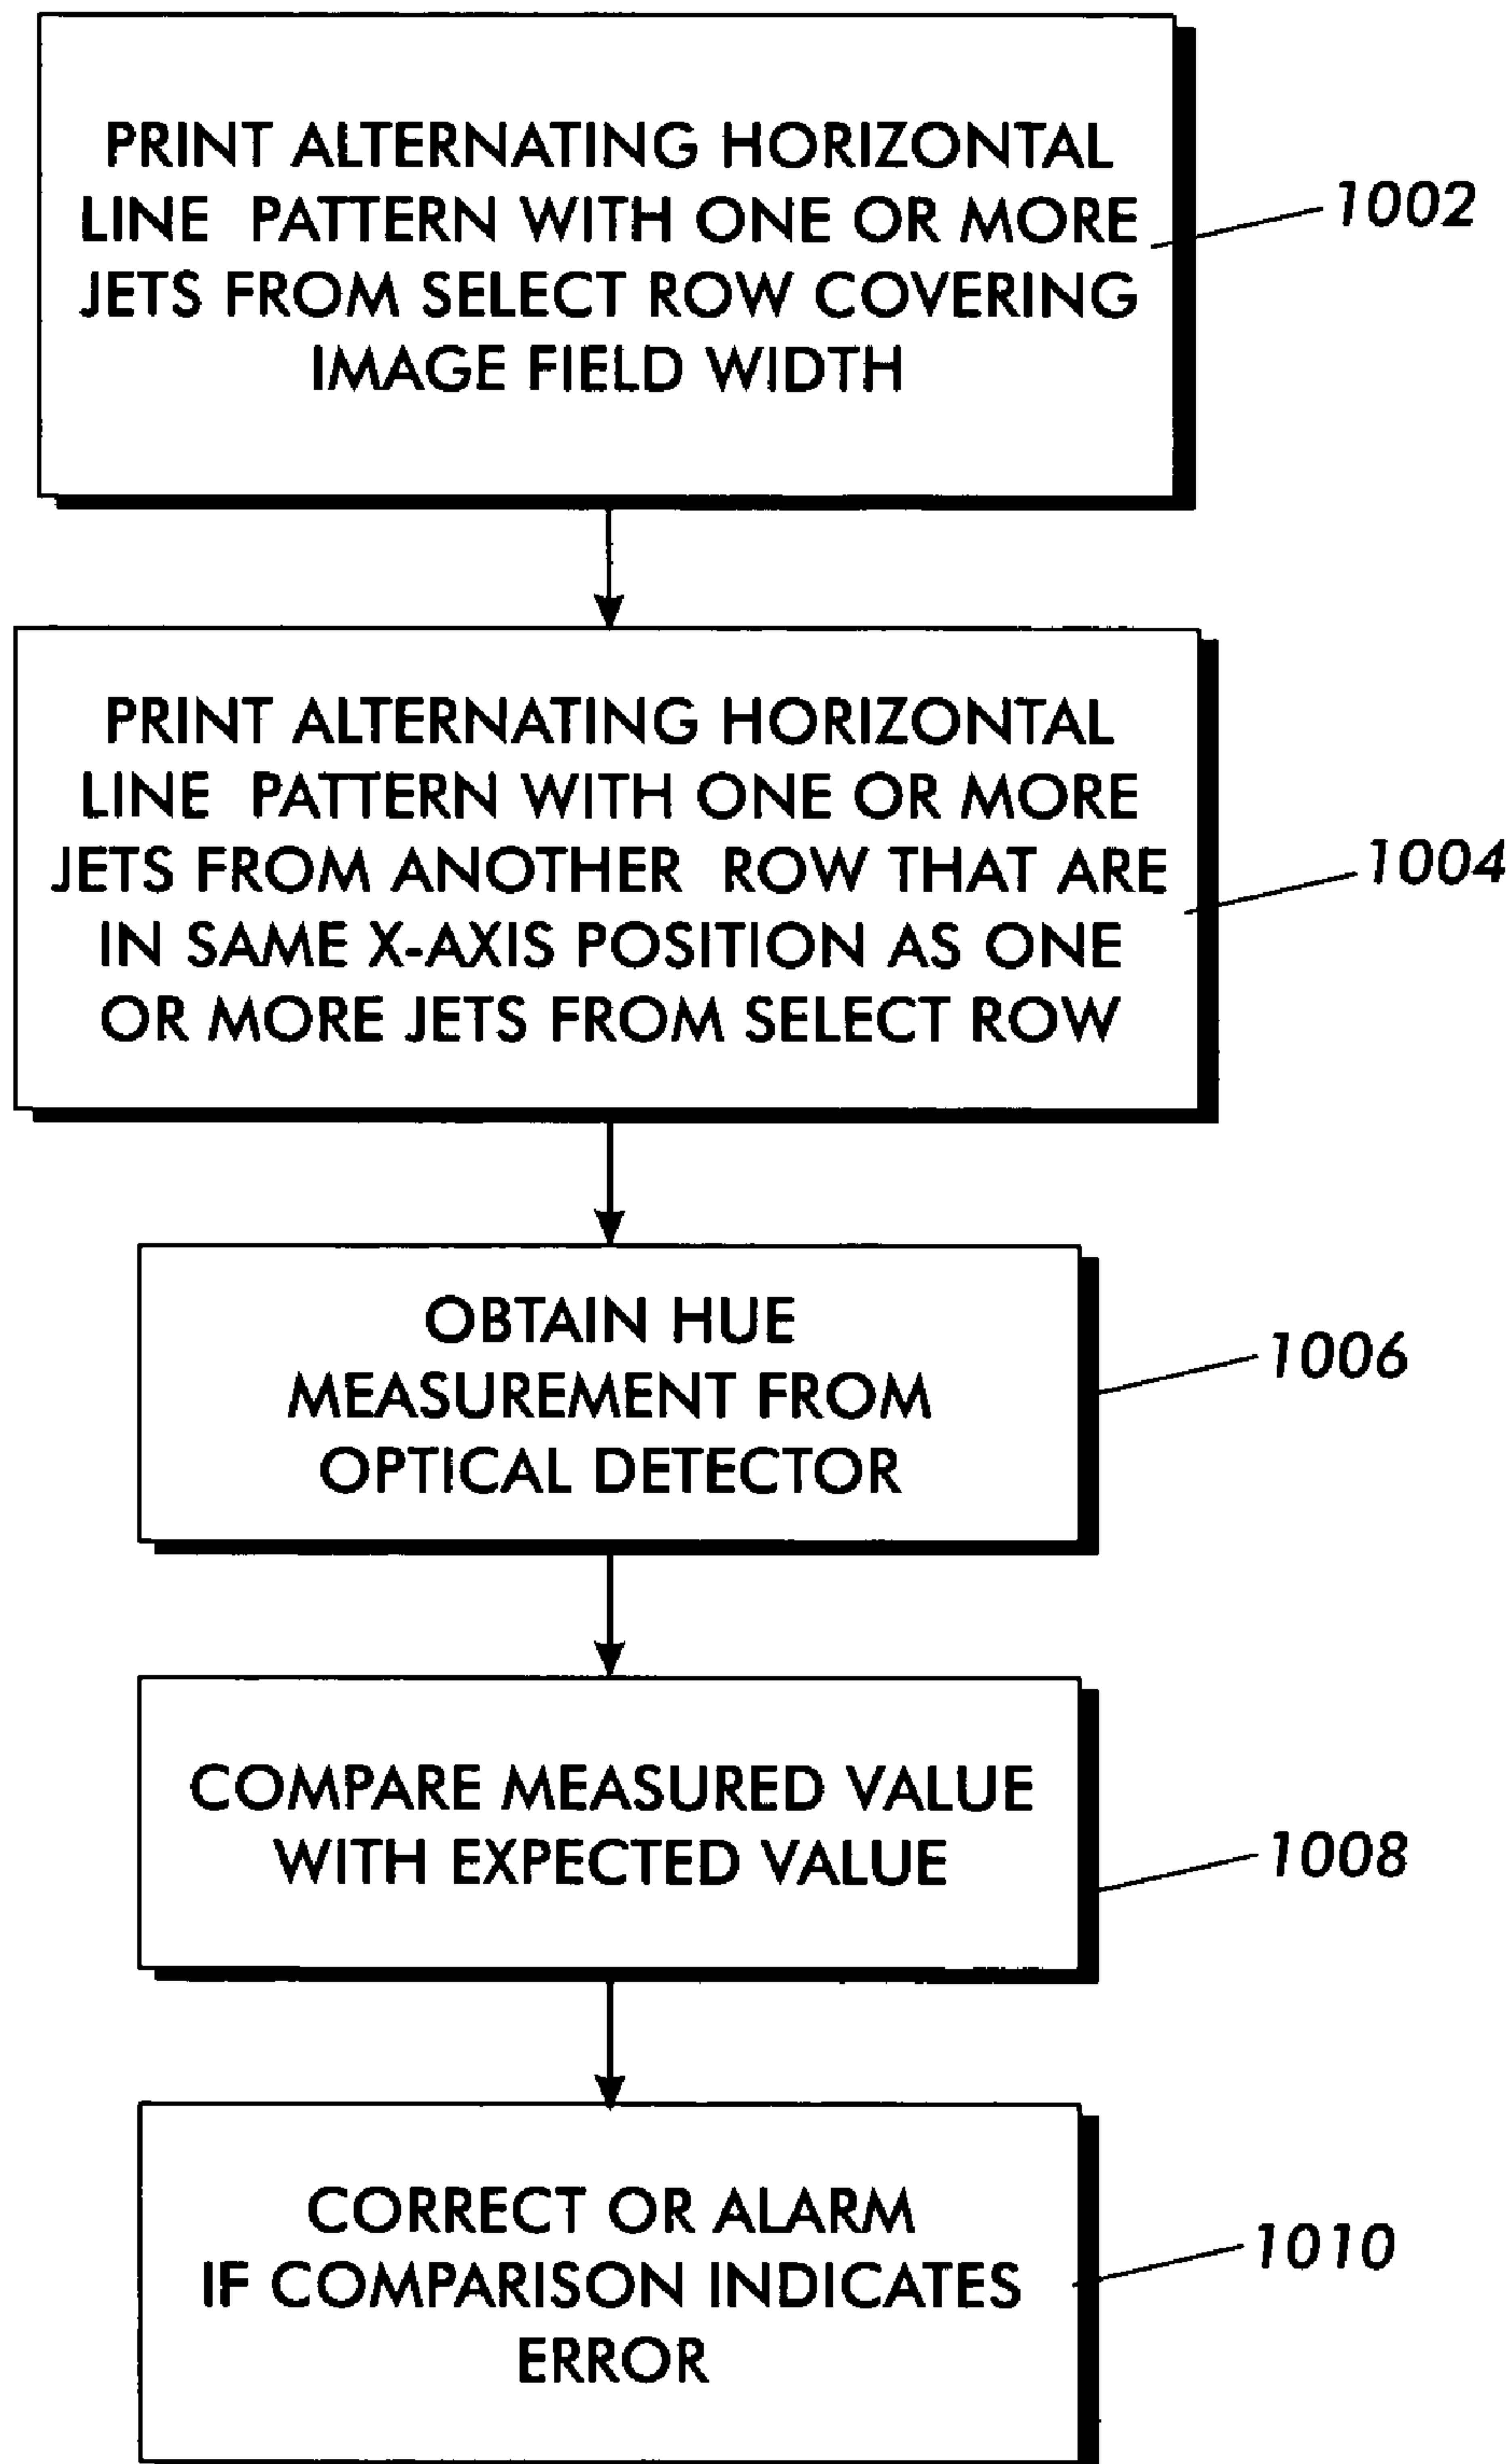 PRINT ALTERNATING HORIZONTAL
LINE PATTERN WITH ONE OR MORE
JETS FROM SELECT ROW COVERING
IMAGE FIELD WIDTH
1002
PRINT ALTERNATING HORIZONTAL
LINE PATTERN WITH ONE OR MORE
JETS FROM ANOTHER ROW THAT ARE
IN SAME X-AXIS POSITION AS ONE
OR MORE JETS FROM SELECT ROW
1004
OBTAIN HUE
MEASUREMENT FROM
OPTICAL DETECTOR
1006
COMPARE MEASURED VALUE
WITH EXPECTED VALUE
1008
CORRECT OR ALARM
IF COMPARISON INDICATES
ERROR
1010